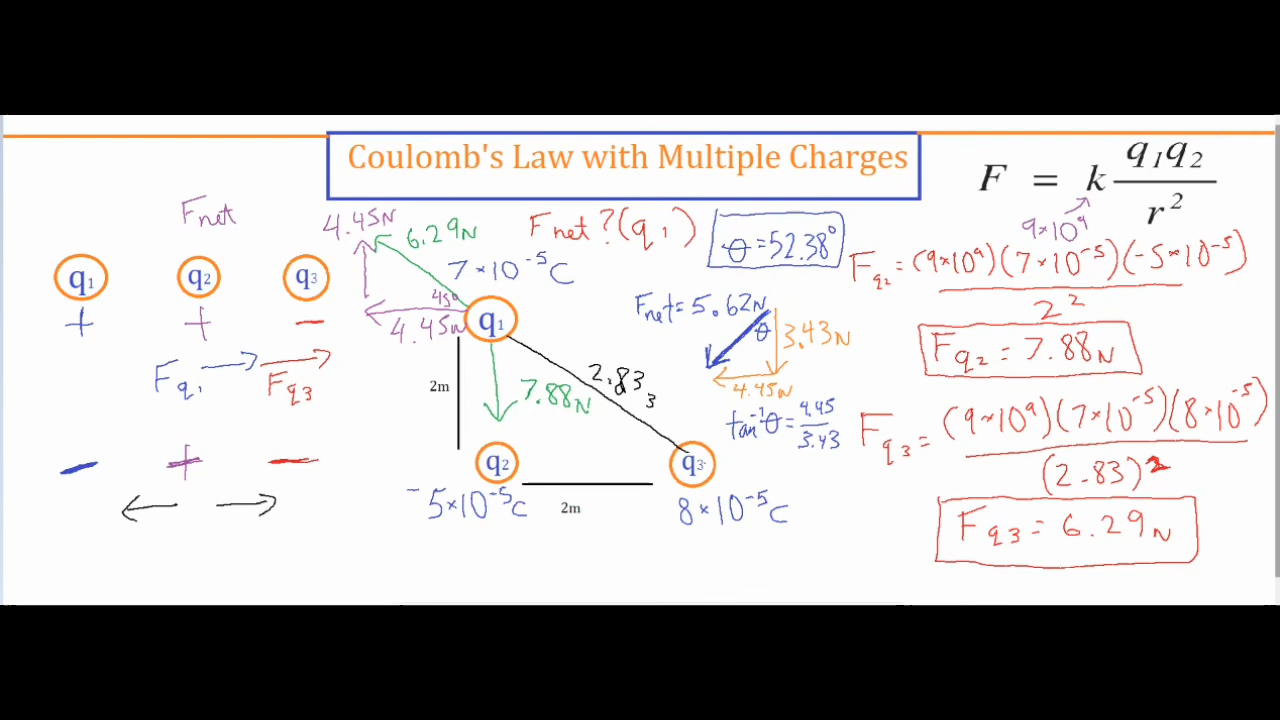 Coulomb's Law with Multiple Charges
F = k q₁q₂ / r²
9×10⁹
Fnet
q₁ q₂ q₃
+ + −
Fq₁ Fq₃
− + −
4.45N
6.29N
Fnet?(q₁)
7×10⁻⁵C
45°
4.45N
q₁
2m
7.88N
2.83
3
q₂
q₃
-5×10⁻⁵C
2m
8×10⁻⁵C
θ=52.38°
Fnet=5.62N
θ
3.43N
4.45N
tan⁻¹θ = 4.45/3.43
Fq₂ = (9×10⁹)(7×10⁻⁵)(-5×10⁻⁵)
2²
Fq₂ = 7.88N
Fq₃ = (9×10⁹)(7×10⁻⁵)(8×10⁻⁵)
(2.83)²
Fq₃ = 6.29N